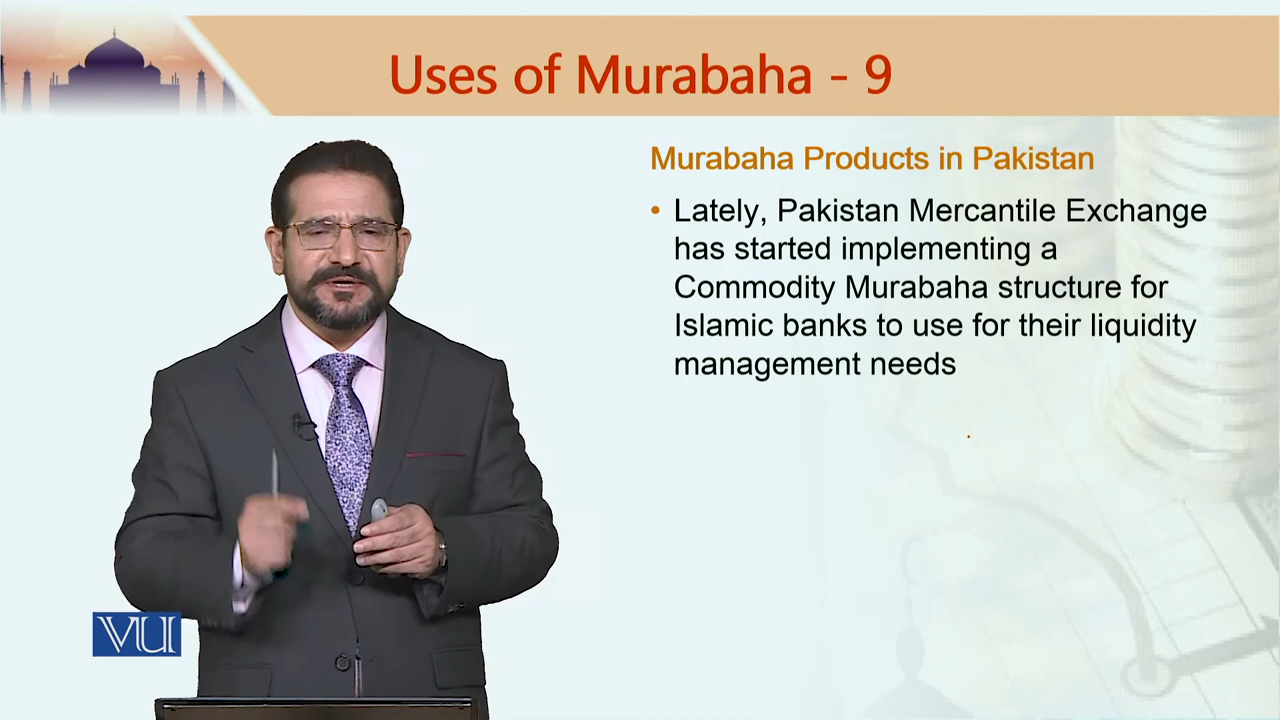 Uses of Murabaha - 9
Murabaha Products in Pakistan
• Lately, Pakistan Mercantile Exchange
has started implementing a
Commodity Murabaha structure for
Islamic banks to use for their liquidity
management needs
VU